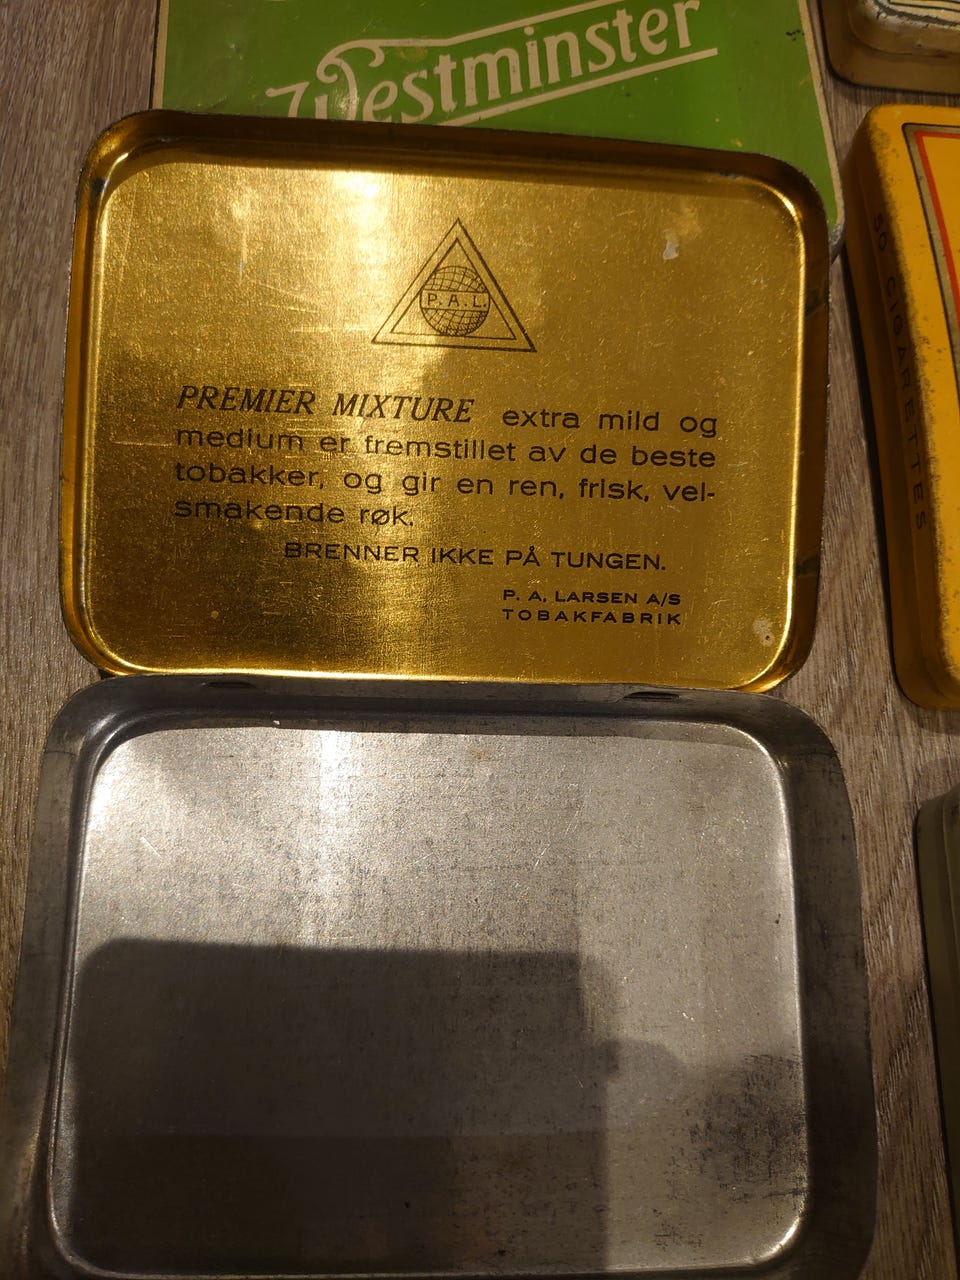 Westminster
P. A. L.
PREMIER MIXTURE extra mild og
medium er fremstillet av de beste
tobakker, og gir en ren, frisk, vel-
smakende røk.
BRENNER IKKE PÅ TUNGEN.
P. A. LARSEN A/S
TOBAKFABRIK
50 CIGARETTES